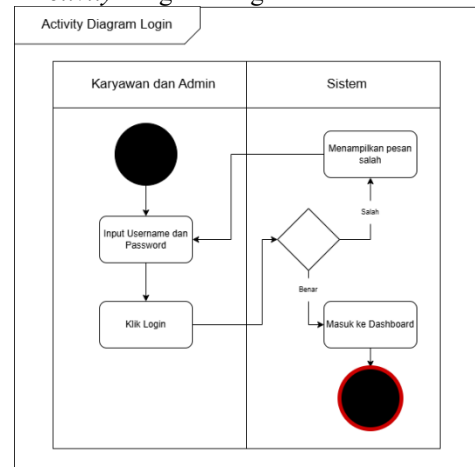 Activity Diagram Login
Karyawan dan Admin
Sistem
Menampilkan pesan
salah
Input Username dan
Password
Salah
Benar
Klik Login
Masuk ke Dashboard